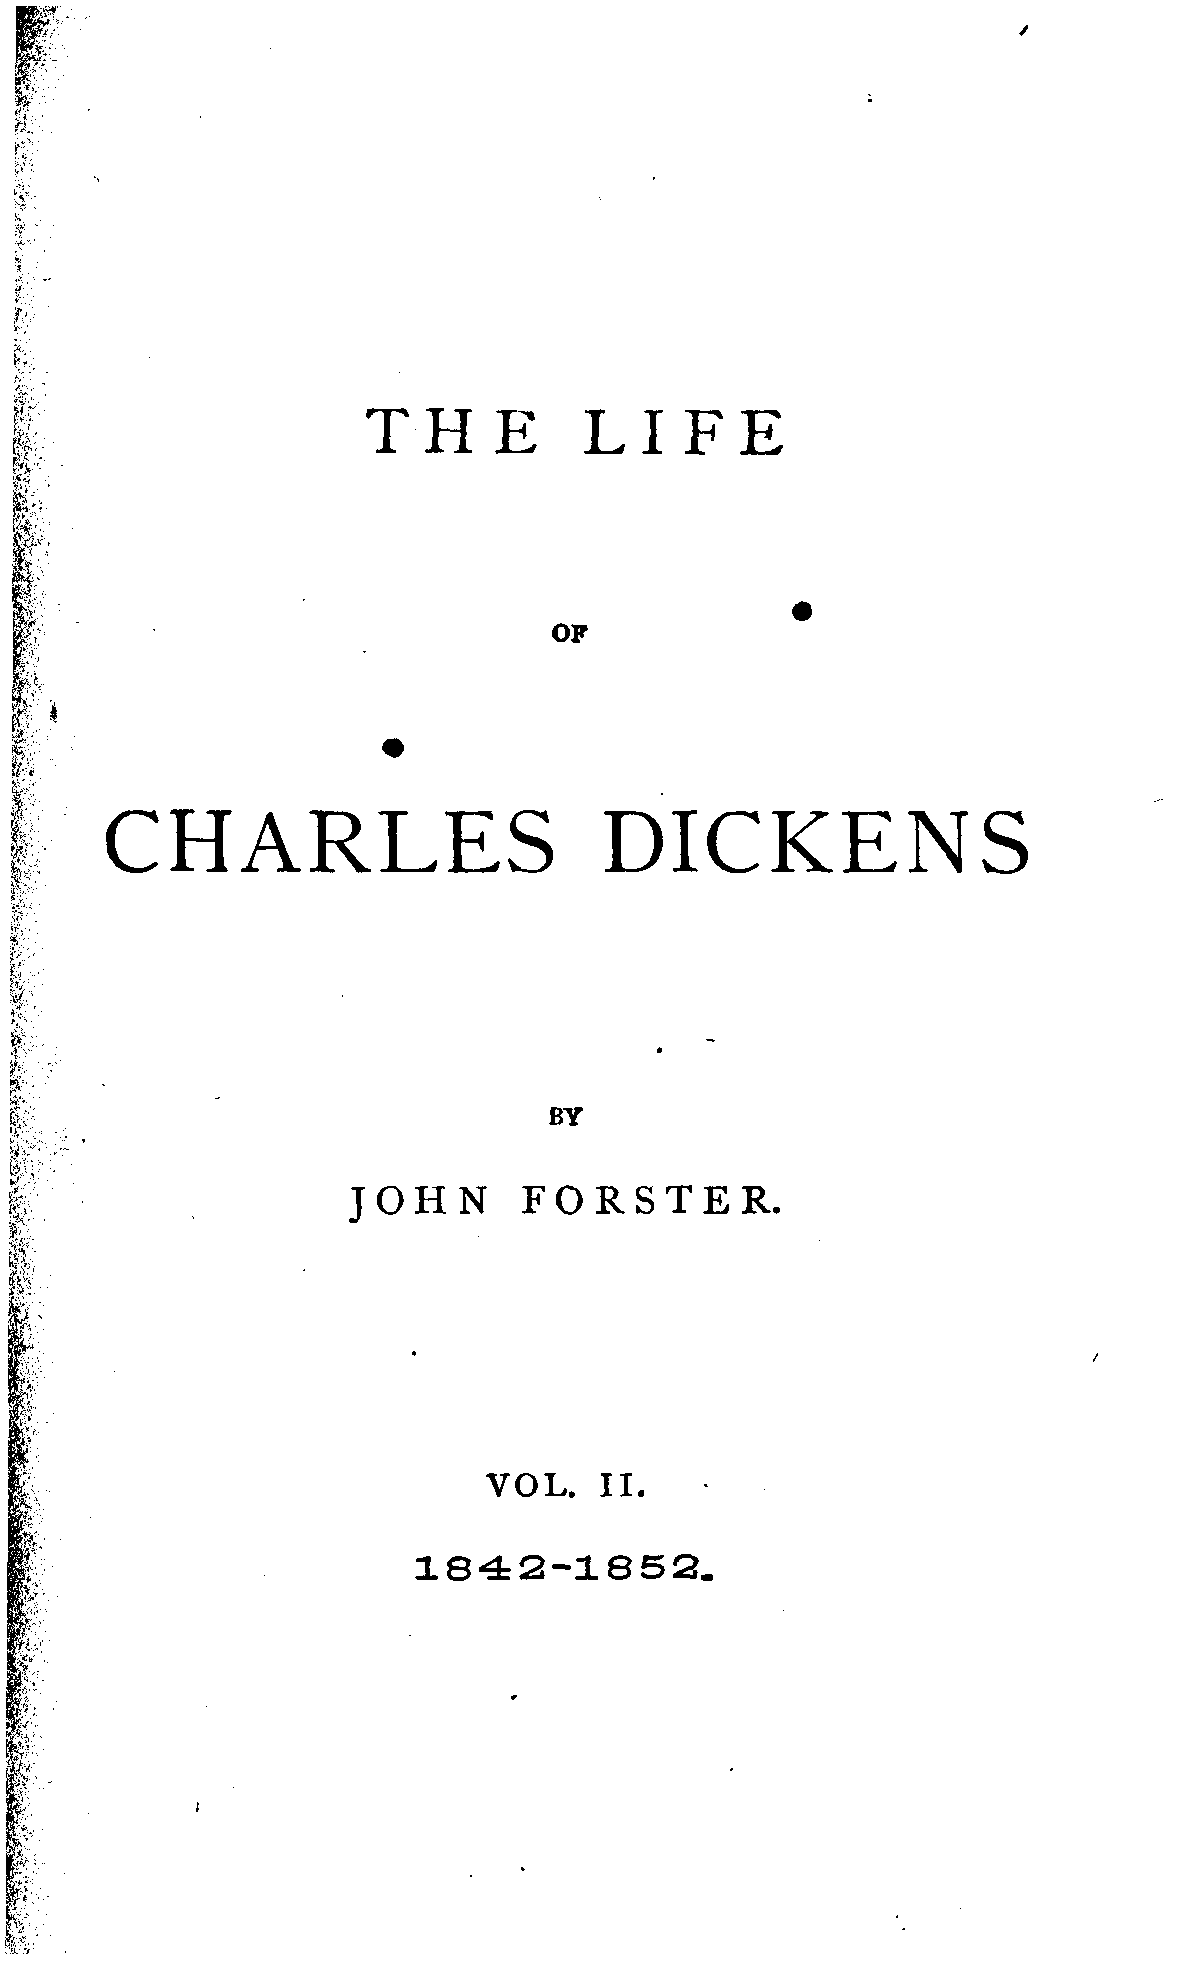 THE LIFE
OF
CHARLES DICKENS
BY
JOHN FORSTER.
VOL. II.
1842-1852.